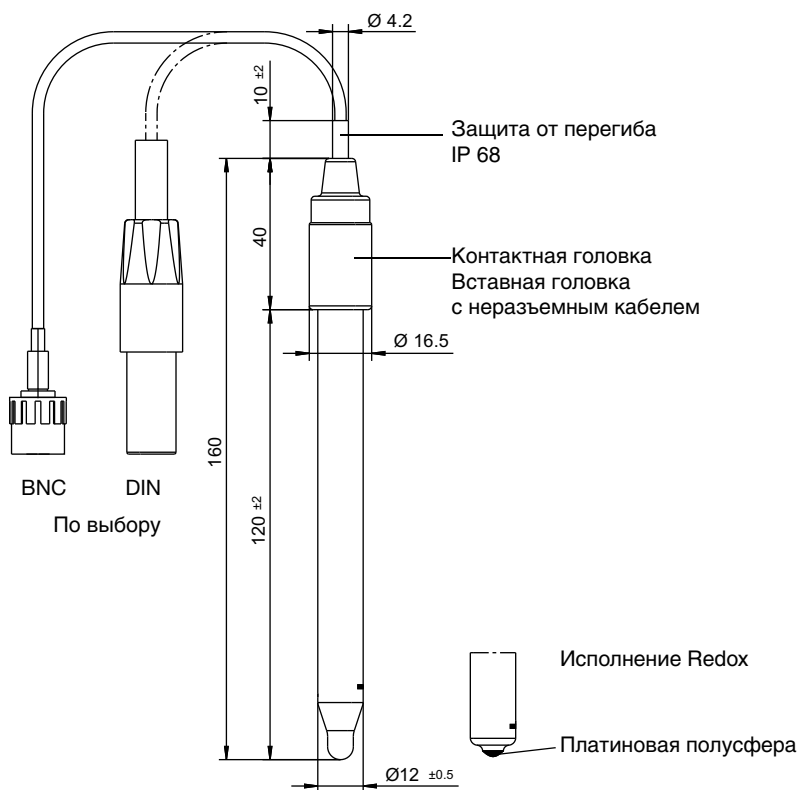 Ø 4.2
10 ±2
Защита от перегиба
IP 68
40
Контактная головка
Вставная головка
с неразъемным кабелем
Ø 16.5
160
120 ±2
BNC
DIN
По выбору
Исполнение Redox
Платиновая полусфера
Ø12 ±0.5